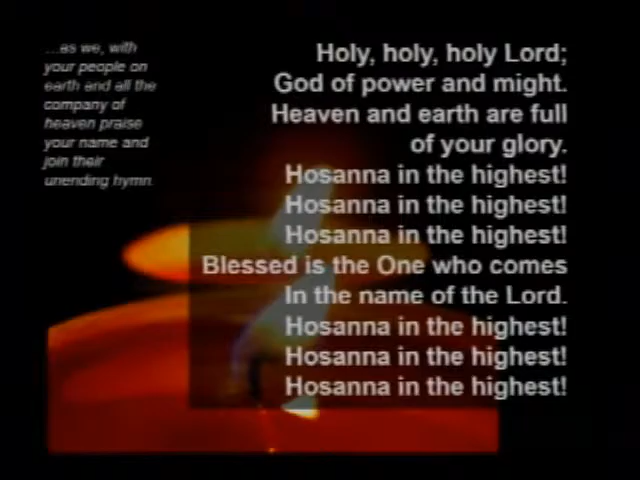 ...as we, with
your people on
earth and all the
company of
heaven praise
your name and
join their
unending hymn.
Holy, holy, holy Lord;
God of power and might.
Heaven and earth are full
of your glory.
Hosanna in the highest!
Hosanna in the highest!
Hosanna in the highest!
Blessed is the One who comes
In the name of the Lord.
Hosanna in the highest!
Hosanna in the highest!
Hosanna in the highest!